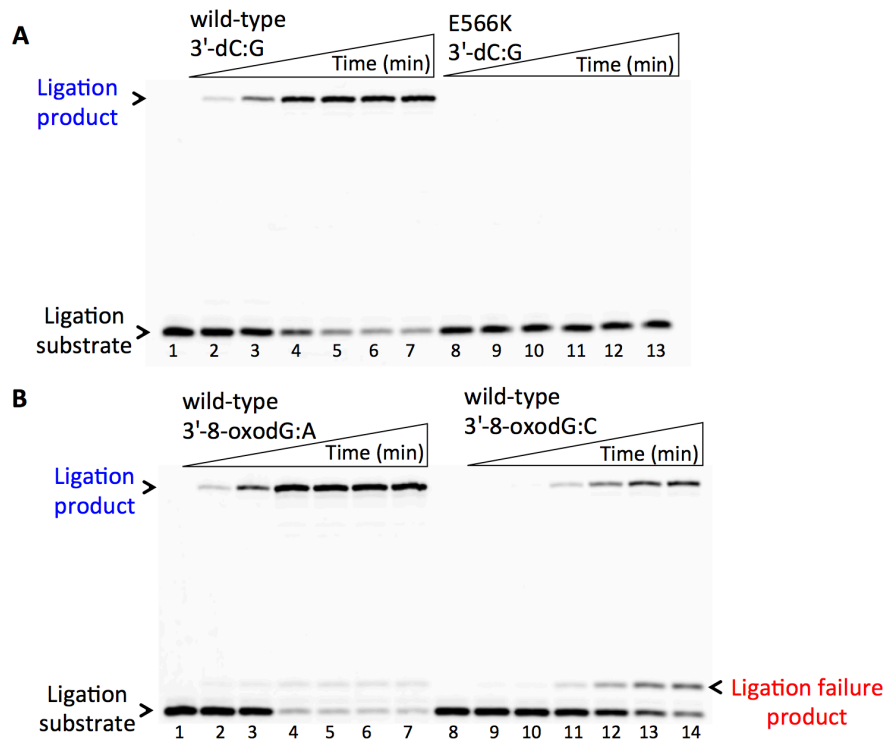 A
wild-type
3'-dC:G
Time (min)
E566K
3'-dC:G
Time (min)
Ligation
product
Ligation
substrate
1 2 3 4 5 6 7 8 9 10 11 12 13
B
wild-type
3'-8-oxodG:A
Time (min)
wild-type
3'-8-oxodG:C
Time (min)
Ligation
product
Ligation failure
product
Ligation
substrate
1 2 3 4 5 6 7 8 9 10 11 12 13 14